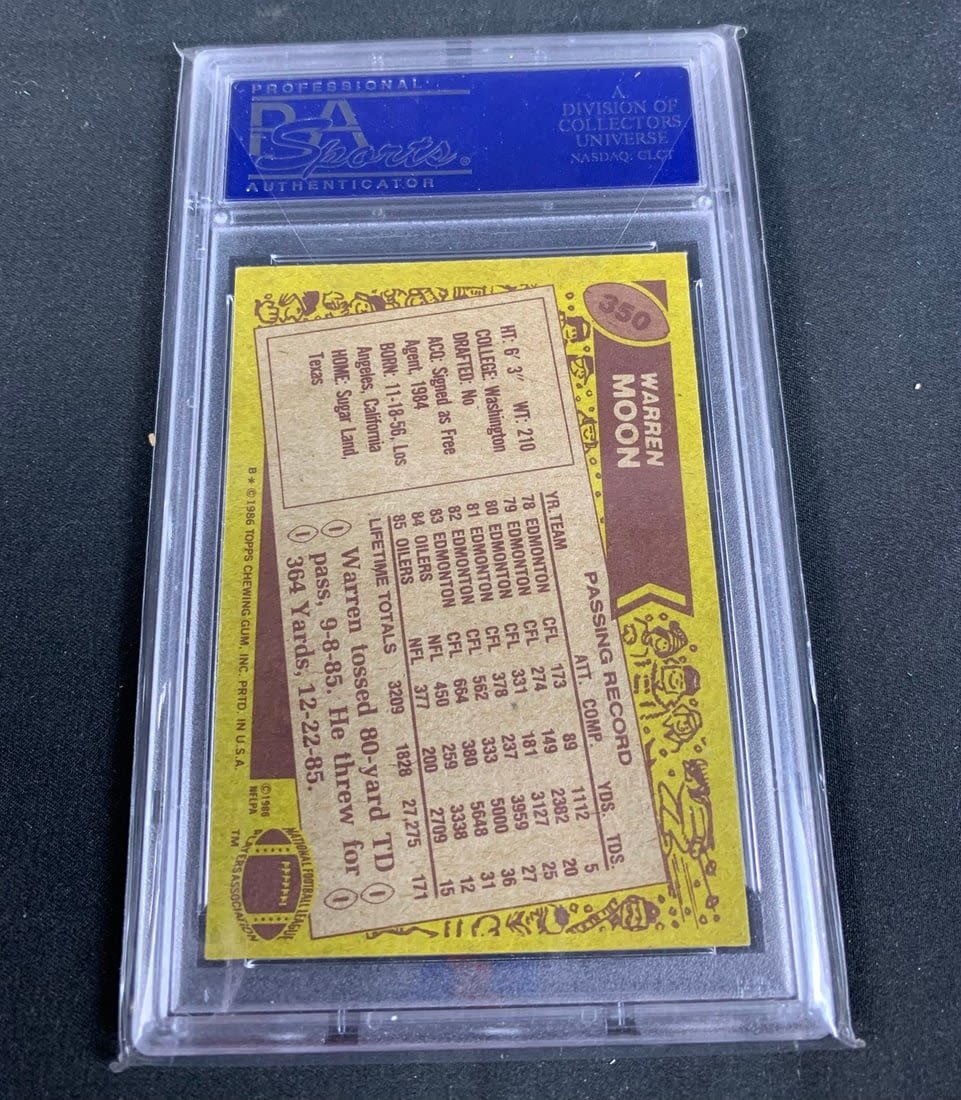 PROFESSIONAL
PSA
Sports®
AUTHENTICATOR
A
DIVISION OF
COLLECTORS
UNIVERSE
NASDAQ: CLCT
350
WARREN
MOON
HT: 6' 3" WT: 210
COLLEGE: Washington
DRAFTED: No
ACQ: Signed as Free
Agent, 1984
BORN: 11-18-56, Los
Angeles, California
HOME: Sugar Land,
Texas
PASSING RECORD
YR. TEAM ATT. COMP. YDS. TDS.
78 EDMONTON CFL 173 89 1112 5
79 EDMONTON CFL 274 149 2382 20
80 EDMONTON CFL 331 181 3127 25
81 EDMONTON CFL 378 237 3959 27
82 EDMONTON CFL 562 333 5000 36
83 EDMONTON CFL 664 380 5648 31
84 OILERS NFL 450 259 3338 12
85 OILERS NFL 377 200 2709 15
LIFETIME TOTALS 3209 1828 27,275 171
Warren tossed 80-yard TD
pass, 9-8-85. He threw for
364 Yards, 12-22-85.
B * © 1986 TOPPS CHEWING GUM, INC. PRTD. IN U.S.A.
© 1986
NFLPA
NATIONAL FOOTBALL LEAGUE
PLAYERS ASSOCIATION
TM